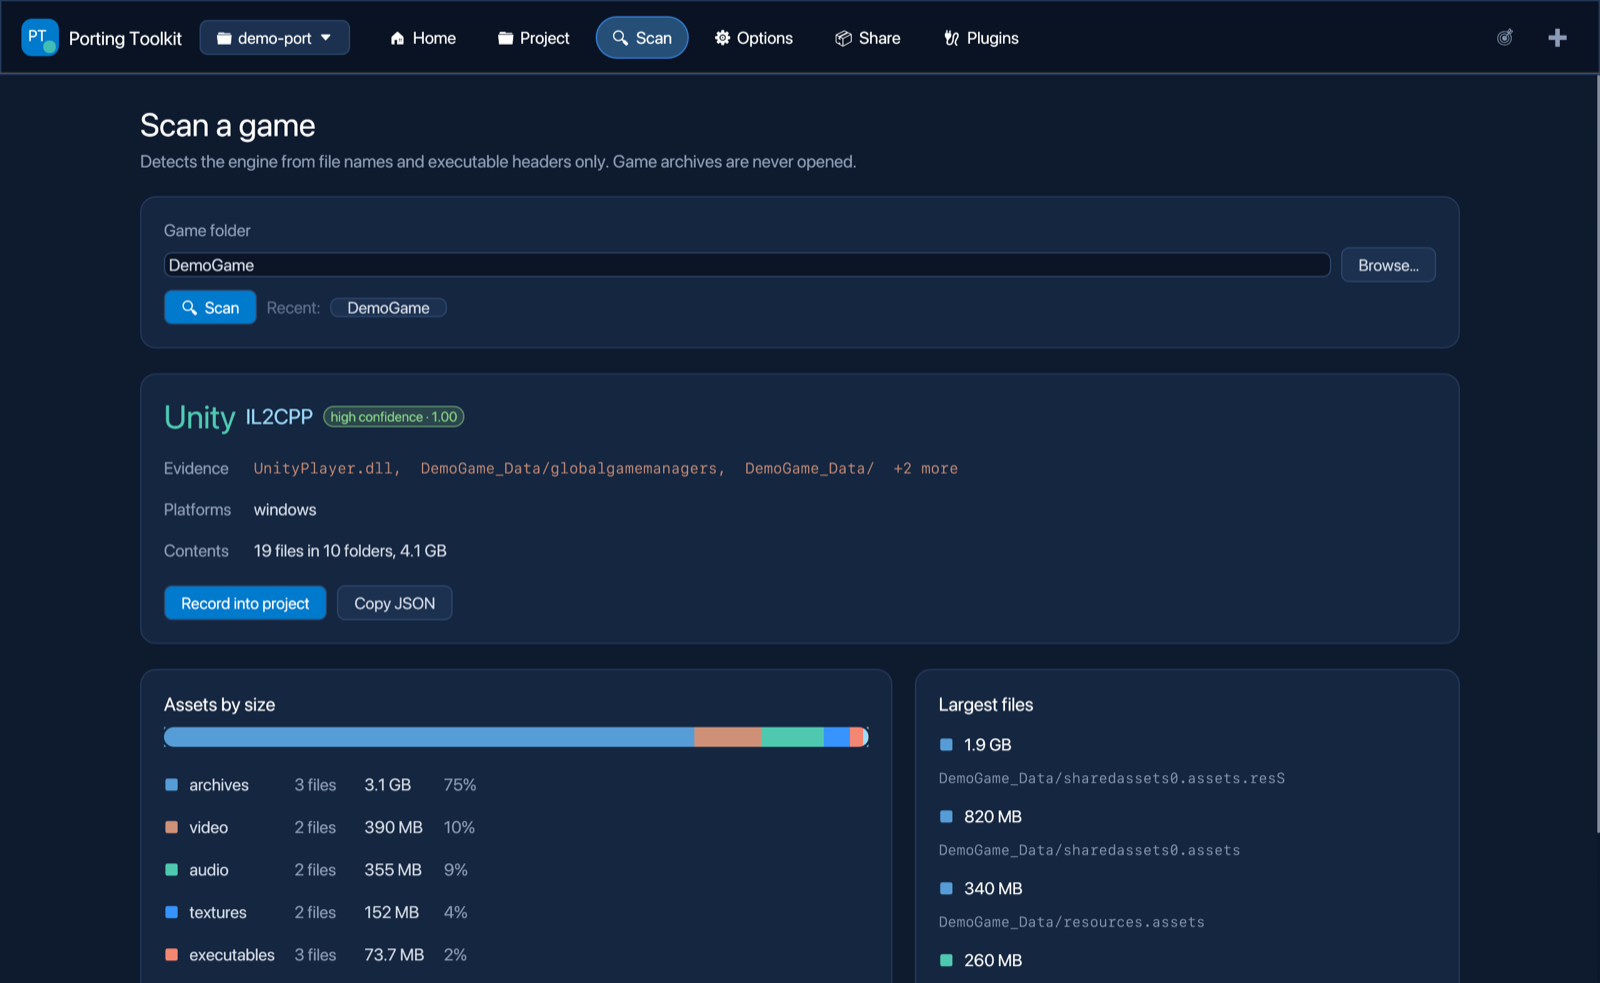 PT Porting Toolkit demo-port Home Project Scan Options Share Plugins
Scan a game
Detects the engine from file names and executable headers only. Game archives are never opened.
Game folder
DemoGame Browse...
Scan Recent: DemoGame
Unity IL2CPP high confidence · 1.00
Evidence UnityPlayer.dll, DemoGame_Data/globalgamemanagers, DemoGame_Data/ +2 more
Platforms windows
Contents 19 files in 10 folders, 4.1 GB
Record into project Copy JSON
Assets by size
archives 3 files 3.1 GB 75%
video 2 files 390 MB 10%
audio 2 files 355 MB 9%
textures 2 files 152 MB 4%
executables 3 files 73.7 MB 2%
Largest files
1.9 GB
DemoGame_Data/sharedassets0.assets.resS
820 MB
DemoGame_Data/sharedassets0.assets
340 MB
DemoGame_Data/resources.assets
260 MB